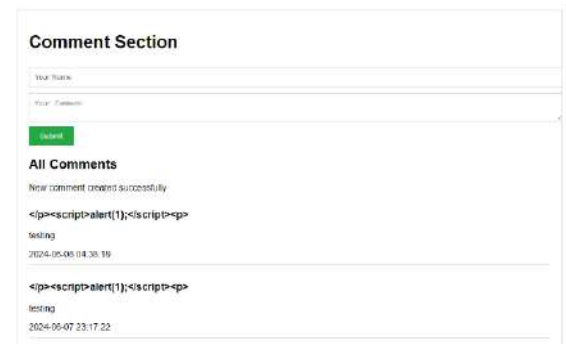 Comment Section
Your Name
Your Comment
Submit
All Comments
New comment created successfully
</p><script>alert(1);</script><p>
testing
2024-06-08 04:38:19
</p><script>alert(1);</script><p>
testing
2024-06-07 23:17:22